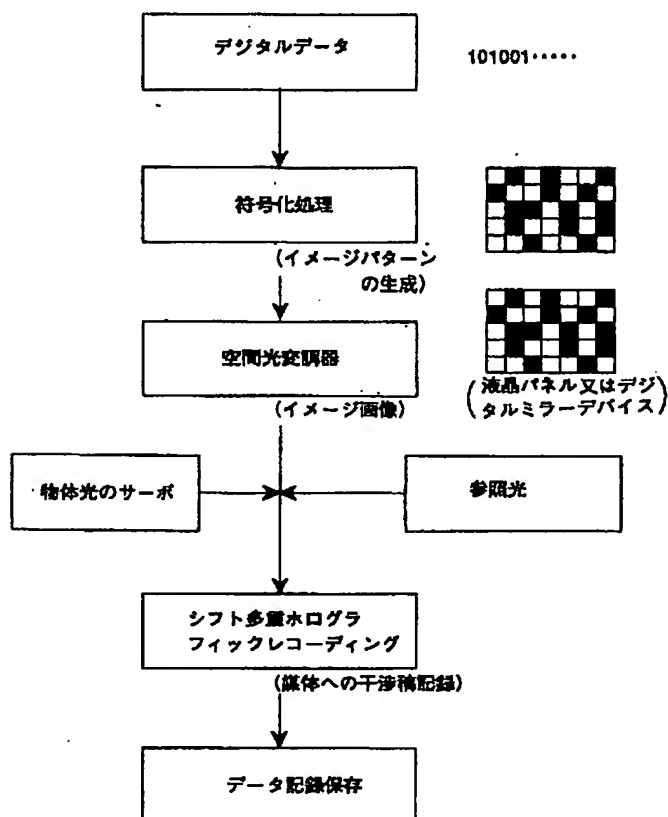 デジタルデータ
101001‥‥‥
符号化処理
(イメージパターン
の生成)
空間光変調器
(イメージ画像)
(液晶パネル又はデジ
タルミラーデバイス)
物体光のサーボ
参照光
シフト多重ホログラ
フィックレコーディング
(媒体への干渉稿記録)
データ記録保存